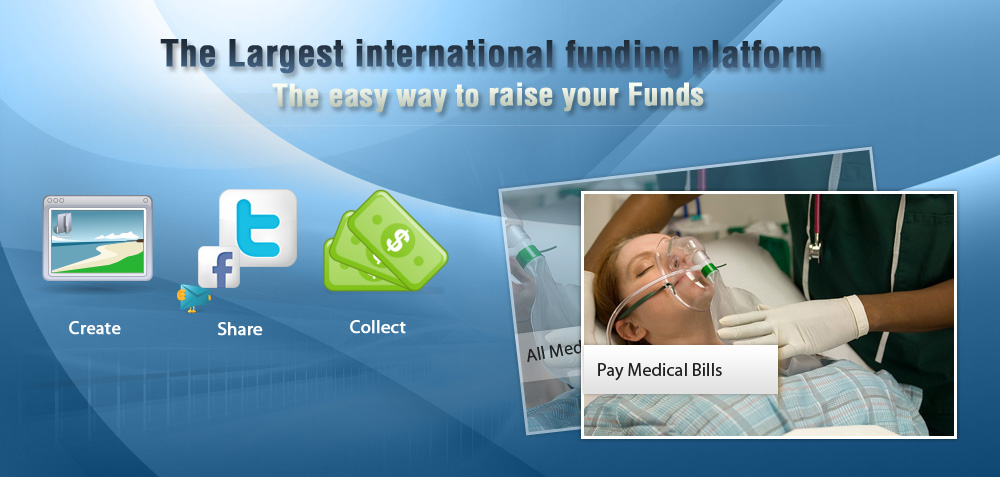 The Largest international funding platform
The easy way to raise your Funds
Create
Share
Collect
All Med
Pay Medical Bills